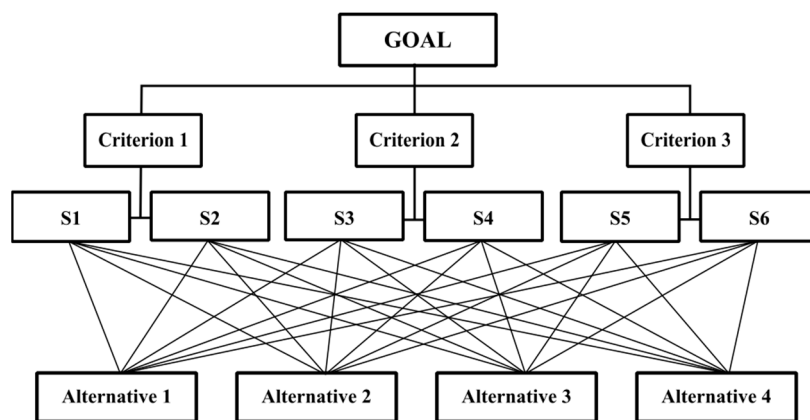 GOAL
Criterion 1
Criterion 2
Criterion 3
S1
S2
S3
S4
S5
S6
Alternative 1
Alternative 2
Alternative 3
Alternative 4